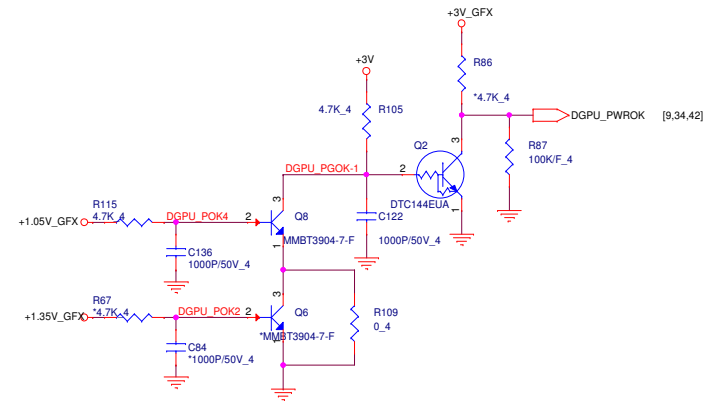 +3V_GFX
R86
*4.7K_4
+3V
4.7K_4
R105
DGPU_PWROK
[9,34,42]
Q2
3
R87
100K/F_4
DGPU_PGOK-1
2
DTC144EUA
1
R115
4.7K_4
+1.05V_GFX
DGPU_POK4
2
3
Q8
MMBT3904-7-F
1
C122
1000P/50V_4
C136
1000P/50V_4
R67
*4.7K_4
+1.35V_GFX
DGPU_POK2
2
3
Q6
*MMBT3904-7-F
1
R109
0_4
C84
*1000P/50V_4